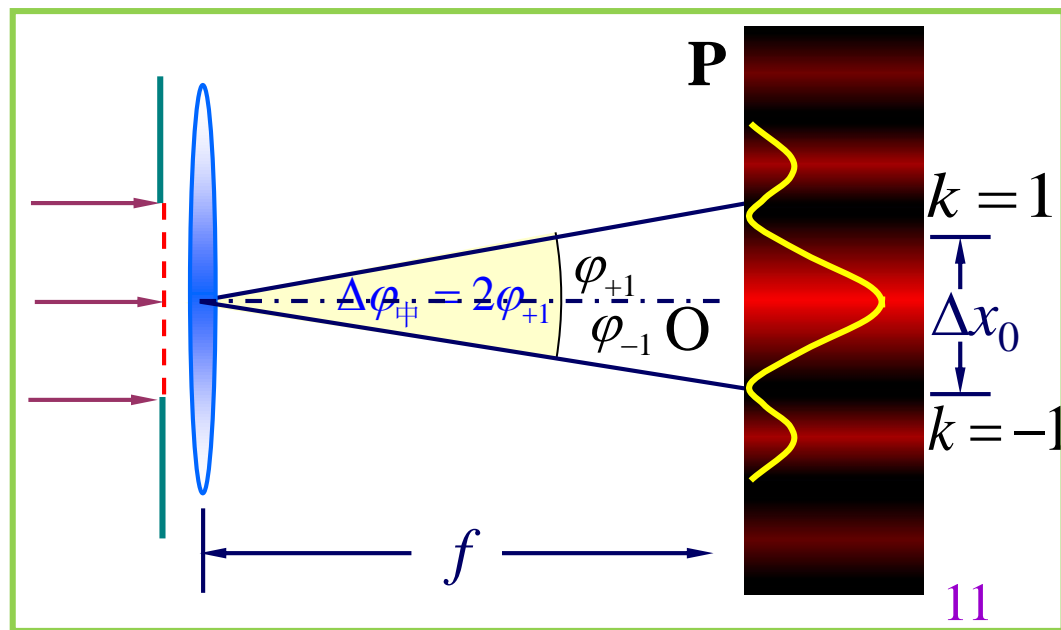 P
k = 1
φ₊₁
Δφ中 = 2φ₊₁
φ₋₁ O
Δx₀
k = −1
f
11